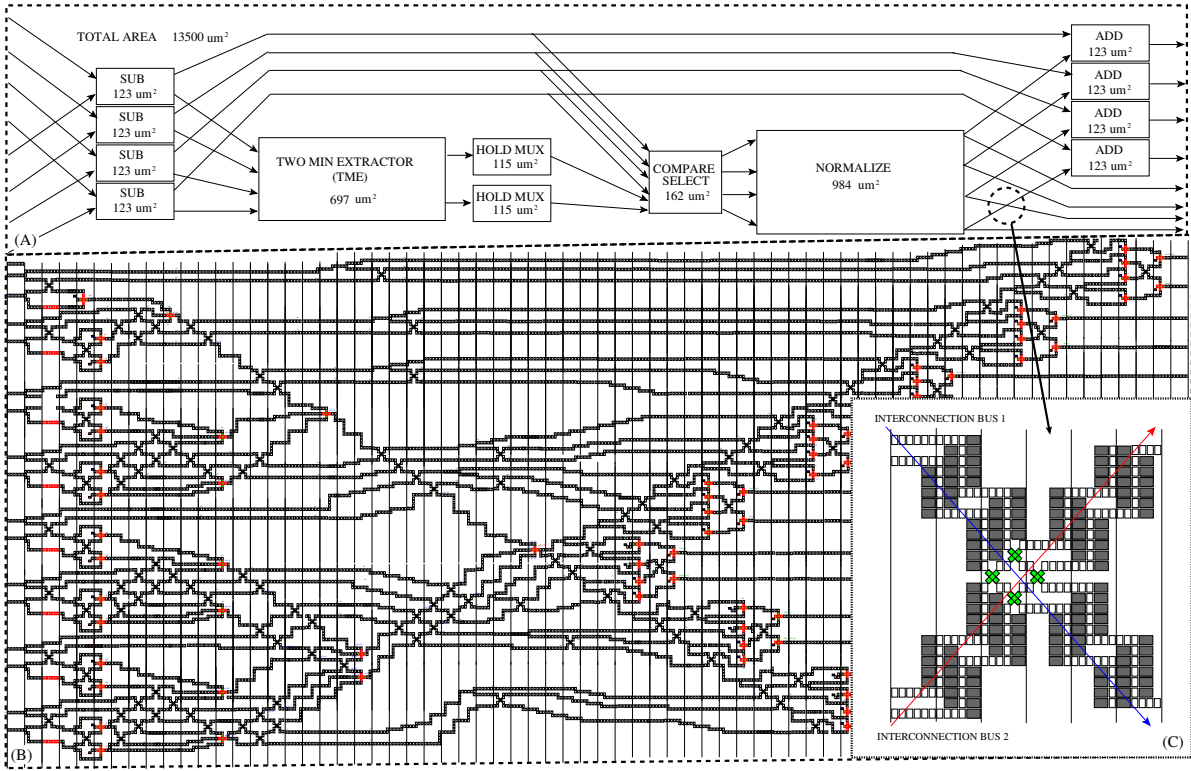 TOTAL AREA 13500 um²
SUB
123 um²
SUB
123 um²
SUB
123 um²
SUB
123 um²
TWO MIN EXTRACTOR
(TME)
697 um²
HOLD MUX
115 um²
HOLD MUX
115 um²
COMPARE
SELECT
162 um²
NORMALIZE
984 um²
ADD
123 um²
ADD
123 um²
ADD
123 um²
ADD
123 um²
(A)
(B)
INTERCONNECTION BUS 1
INTERCONNECTION BUS 2
(C)